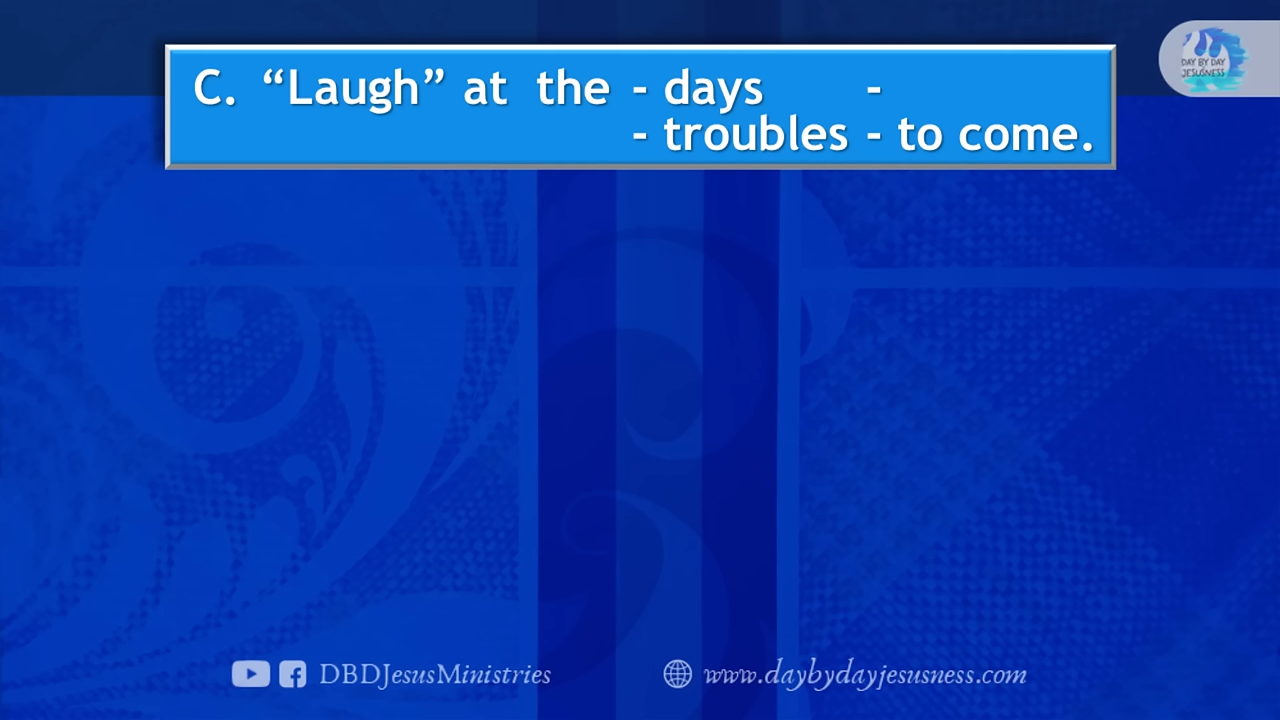 C. “Laugh” at the - days -
- troubles - to come.
DAY BY DAY
JESUSNESS
DBDJesusMinistries
www.daybydayjesusness.com